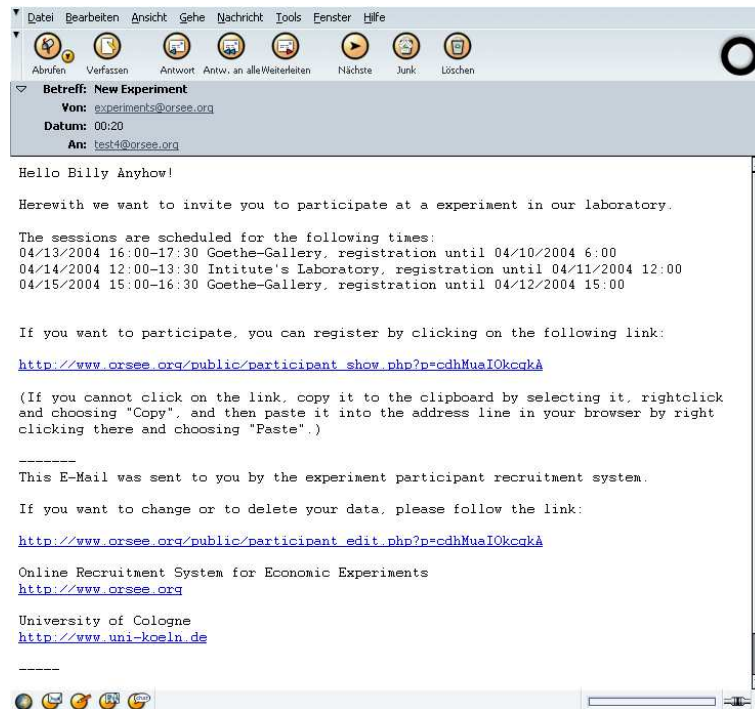 Datei Bearbeiten Ansicht Gehe Nachricht Tools Fenster Hilfe
Abrufen Verfassen Antwort Antw. an alle Weiterleiten Nächste Junk Löschen
Betreff: New Experiment
Von: experiments@orsee.org
Datum: 00:20
An: test4@orsee.org
Hello Billy Anyhow!
Herewith we want to invite you to participate at a experiment in our laboratory.
The sessions are scheduled for the following times:
04/13/2004 16:00-17:30 Goethe-Gallery, registration until 04/10/2004 6:00
04/14/2004 12:00-13:30 Intitute's Laboratory, registration until 04/11/2004 12:00
04/15/2004 15:00-16:30 Goethe-Gallery, registration until 04/12/2004 15:00
If you want to participate, you can register by clicking on the following link:
http://www.orsee.org/public/participant_show.php?p=cdhMuaIOkcgkA
(If you cannot click on the link, copy it to the clipboard by selecting it, rightclick
and choosing "Copy", and then paste it into the address line in your browser by right
clicking there and choosing "Paste".)
-------
This E-Mail was sent to you by the experiment participant recruitment system.
If you want to change or to delete your data, please follow the link:
http://www.orsee.org/public/participant_edit.php?p=cdhMuaIOkcgkA
Online Recruitment System for Economic Experiments
http://www.orsee.org
University of Cologne
http://www.uni-koeln.de
-----